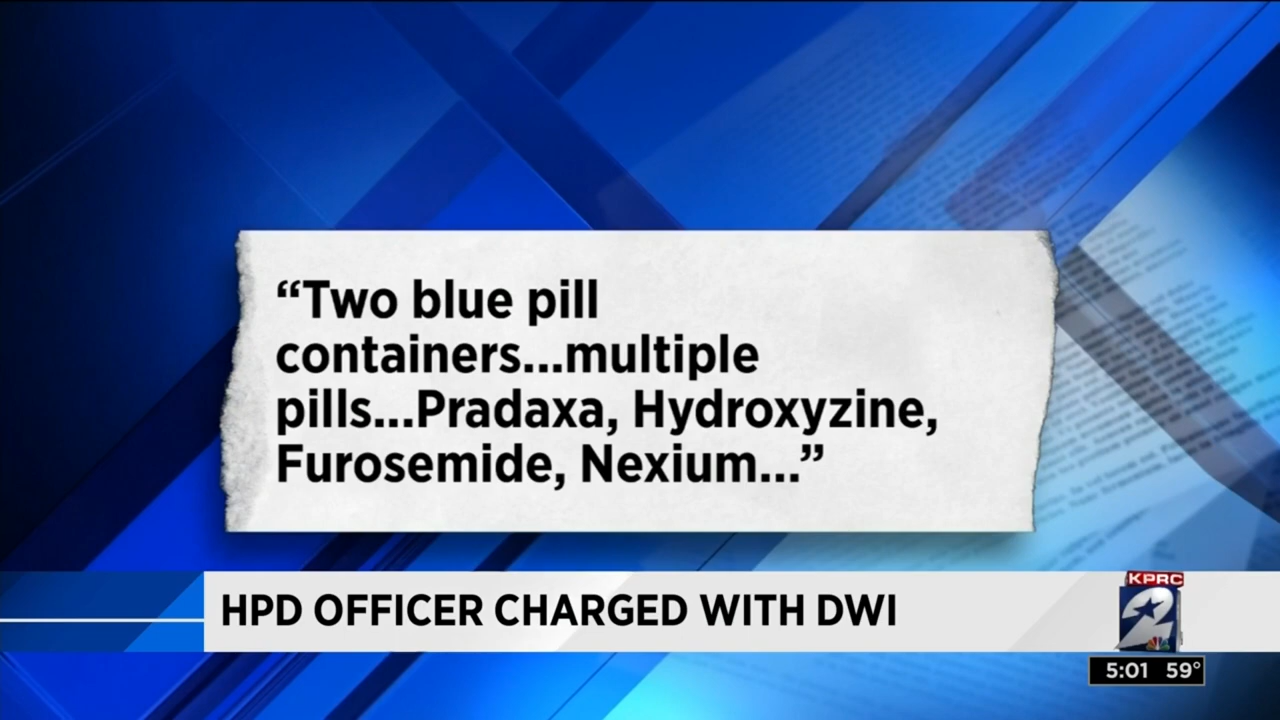 “Two blue pill
containers...multiple
pills...Pradaxa, Hydroxyzine,
Furosemide, Nexium...”
HPD OFFICER CHARGED WITH DWI
KPRC
2
5:01 59°